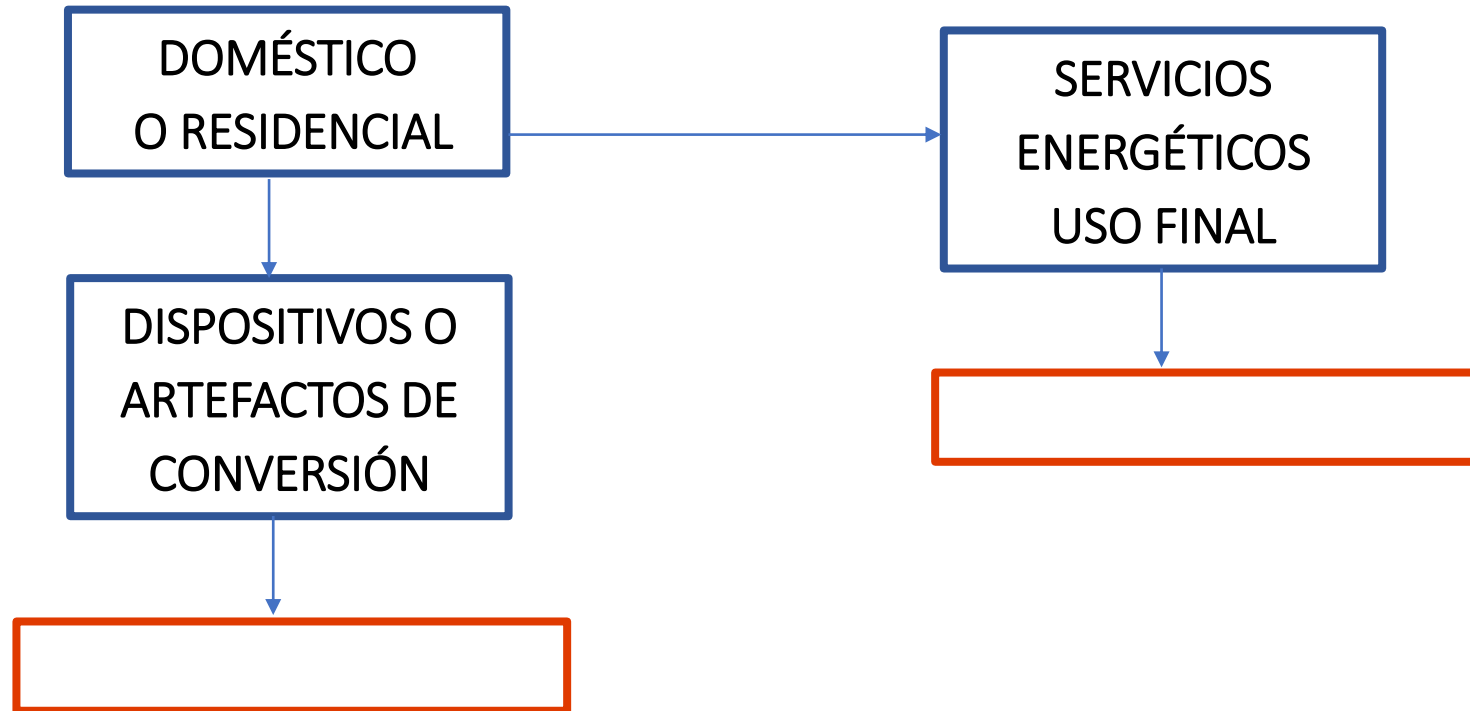 DOMÉSTICO
O RESIDENCIAL
SERVICIOS
ENERGÉTICOS
USO FINAL
DISPOSITIVOS O
ARTEFACTOS DE
CONVERSIÓN